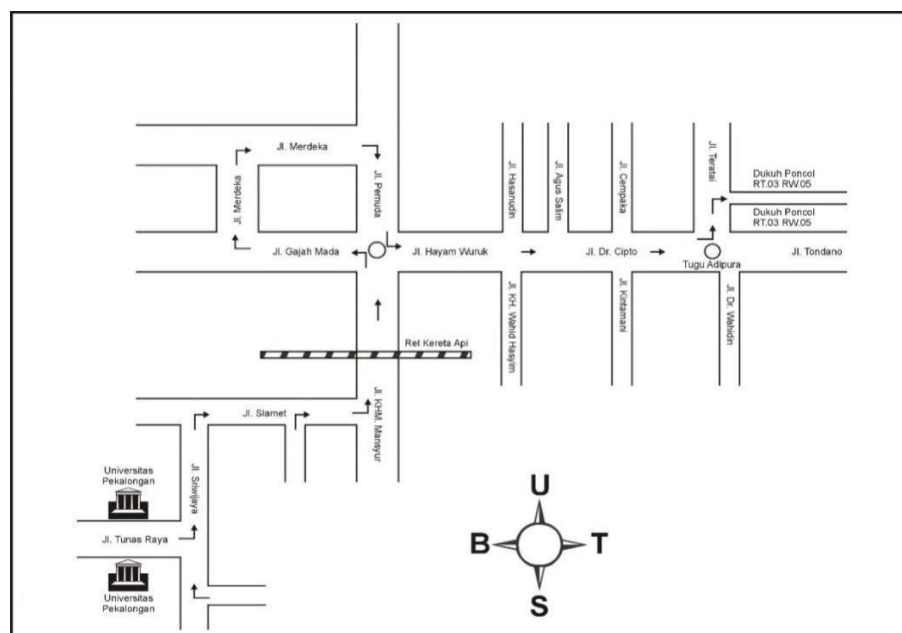 Jl. Merdeka
Jl. Merdeka
Jl. Pemuda
Jl. Hasanudin
Jl. Agus Salim
Jl. Cempaka
Jl. Teratai
Dukuh Poncol
RT.03 RW.05
Dukuh Poncol
RT.03 RW.05
Jl. Gajah Mada
Jl. Hayam Wuruk
Jl. Dr. Cipto
Tugu Adipura
Jl. Tondano
Jl. KH. Wahid Hasyim
Jl. Kintamani
Jl. Dr. Wahidin
Rel Kereta Api
Jl. Slamet
Jl. KHM. Mansyur
Universitas
Pekalongan
Jl. Sriwijaya
Jl. Tunas Raya
Universitas
Pekalongan
U
B
T
S